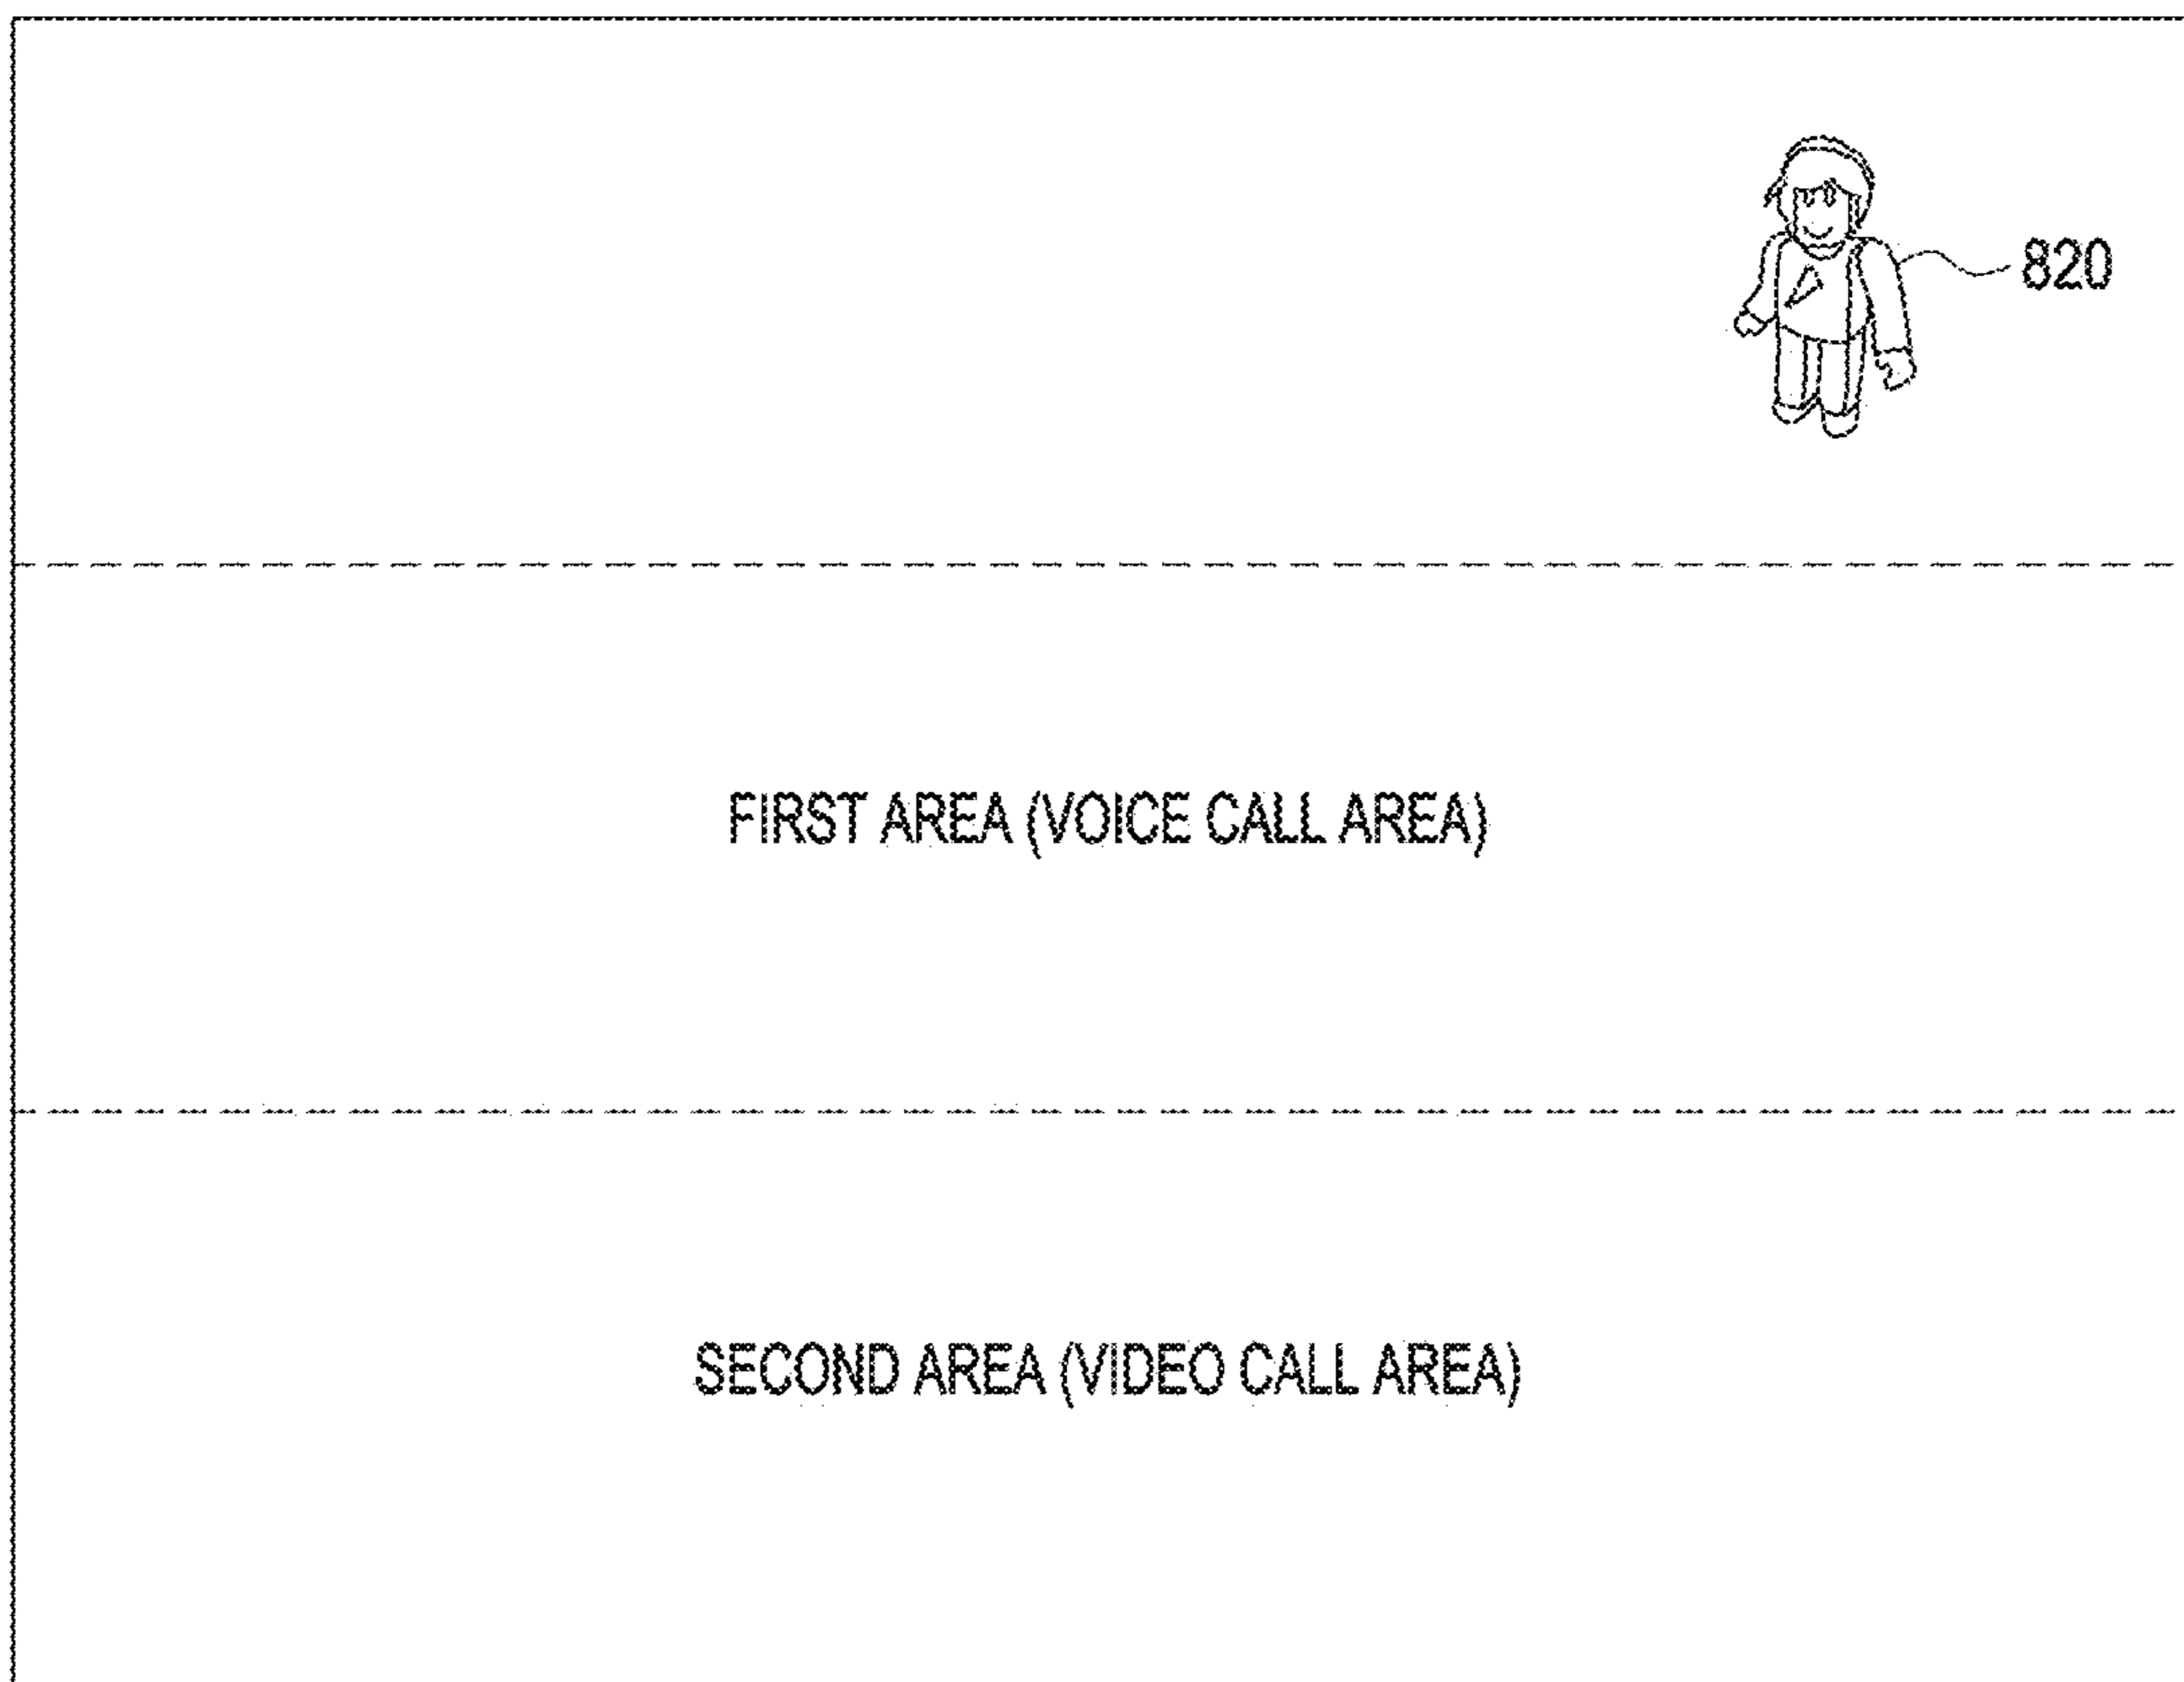 820
FIRST AREA (VOICE CALL AREA)
SECOND AREA (VIDEO CALL AREA)